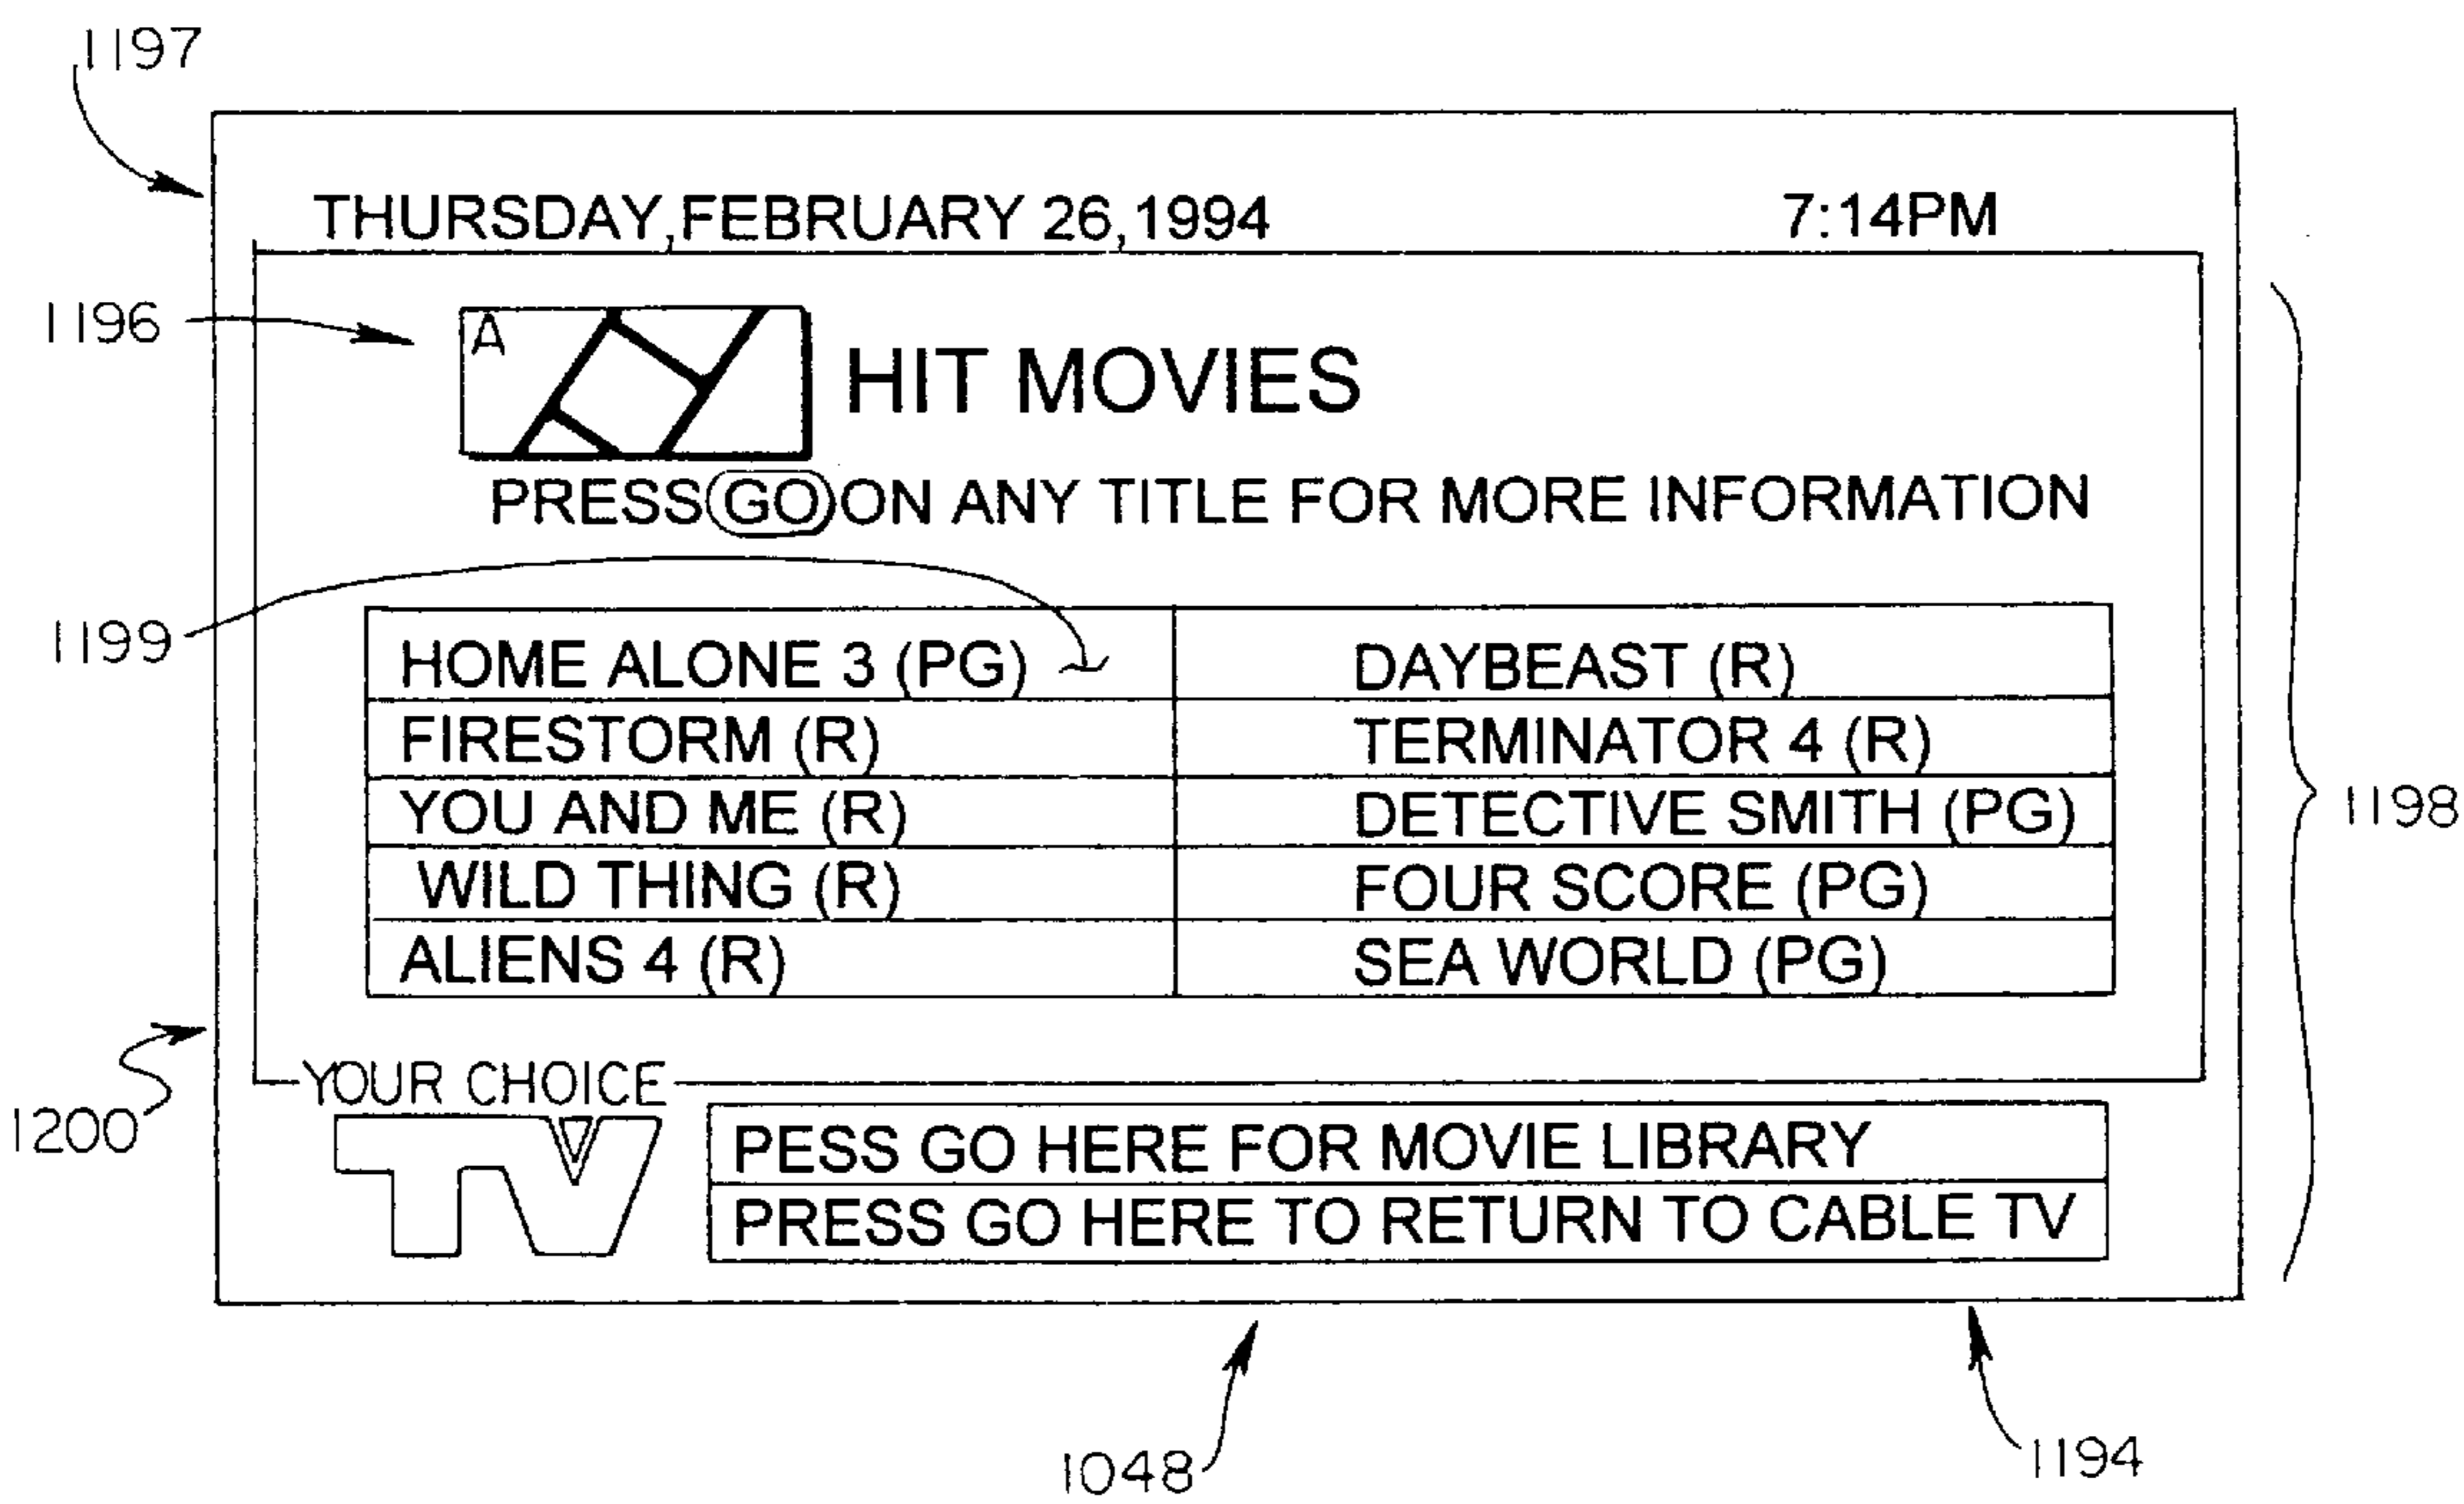 1197
THURSDAY,FEBRUARY 26,1994 7:14PM
1196
A
HIT MOVIES
PRESS GO ON ANY TITLE FOR MORE INFORMATION
1199
HOME ALONE 3 (PG) DAYBEAST (R)
FIRESTORM (R) TERMINATOR 4 (R)
YOU AND ME (R) DETECTIVE SMITH (PG)
1198
WILD THING (R) FOUR SCORE (PG)
ALIENS 4 (R) SEA WORLD (PG)
YOUR CHOICE
TV
1200
PESS GO HERE FOR MOVIE LIBRARY
PRESS GO HERE TO RETURN TO CABLE TV
1048
1194